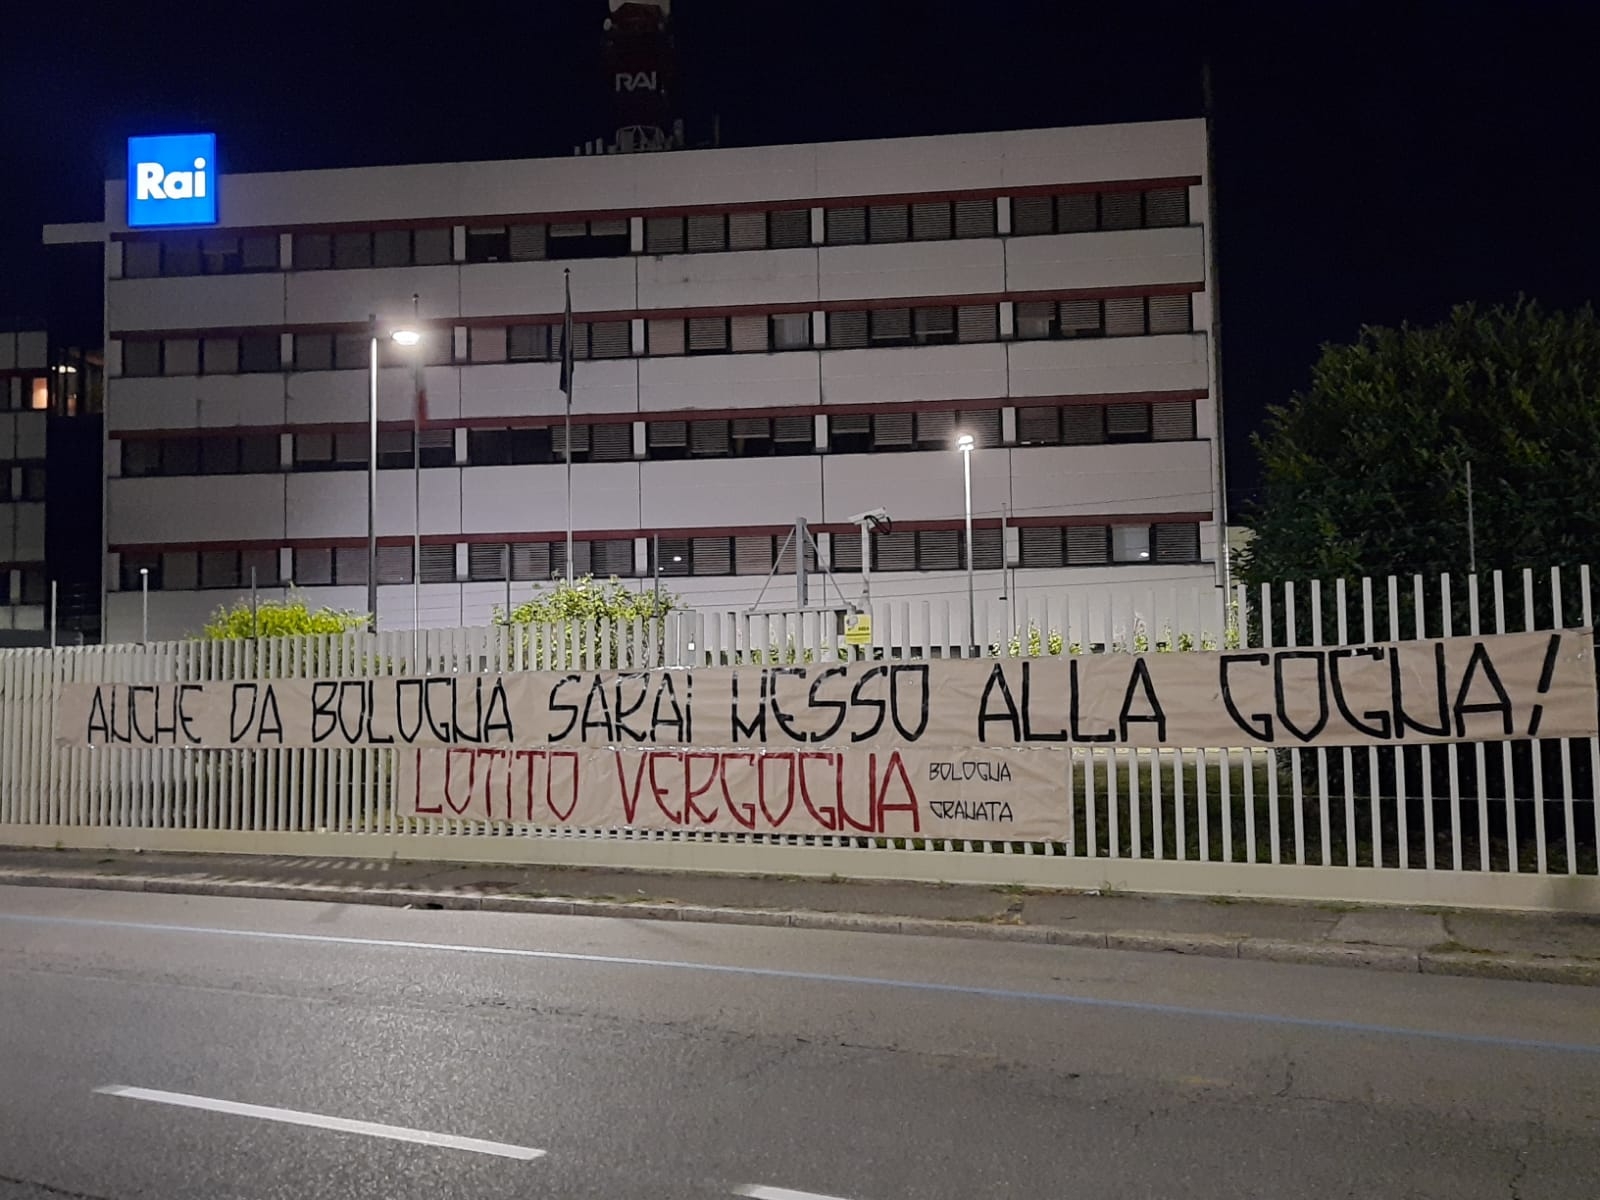 RAI
Rai
ANCHE DA BOLOGNA SARAI MESSO ALLA GOGNA!
LOTITO VERGOGNA
BOLOGNA
GRANATA